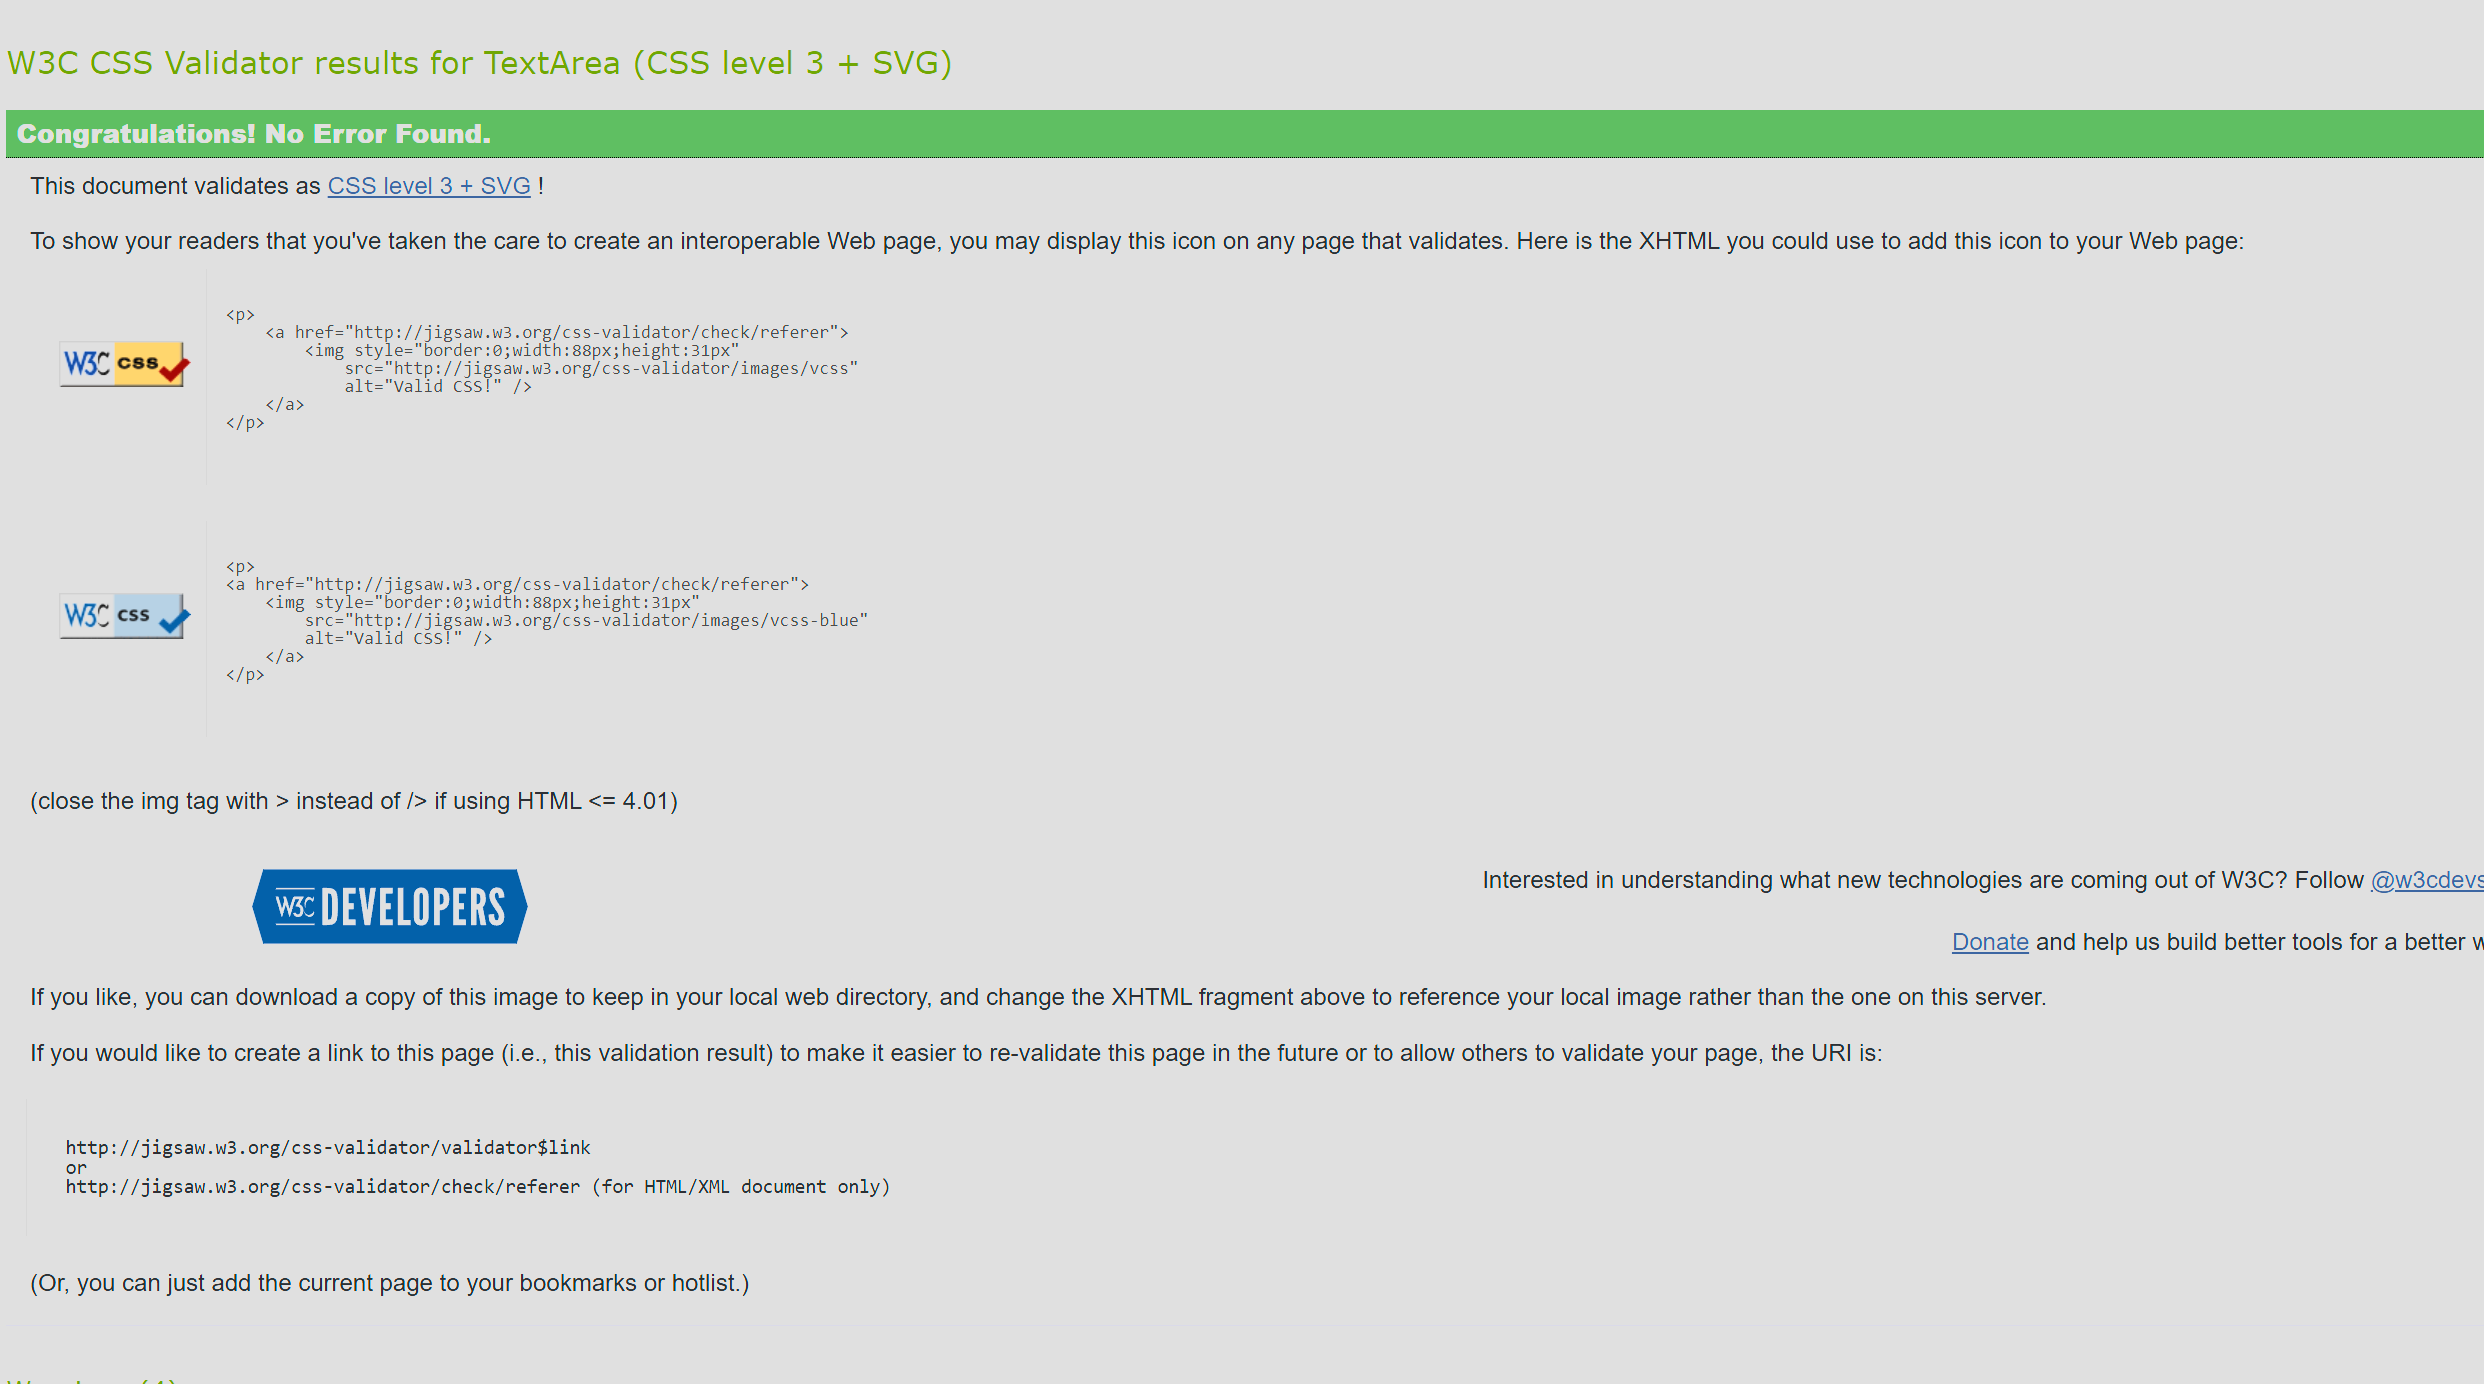 W3C CSS Validator results for TextArea (CSS level 3 + SVG)
Congratulations! No Error Found.
This document validates as CSS level 3 + SVG !
To show your readers that you've taken the care to create an interoperable Web page, you may display this icon on any page that validates. Here is the XHTML you could use to add this icon to your Web page:
W3C css
<p>
<a href="http://jigsaw.w3.org/css-validator/check/referer">
<img style="border:0;width:88px;height:31px"
src="http://jigsaw.w3.org/css-validator/images/vcss"
alt="Valid CSS!" />
</a>
</p>
W3C css
<p>
<a href="http://jigsaw.w3.org/css-validator/check/referer">
<img style="border:0;width:88px;height:31px"
src="http://jigsaw.w3.org/css-validator/images/vcss-blue"
alt="Valid CSS!" />
</a>
</p>
(close the img tag with > instead of /> if using HTML <= 4.01)
W3C DEVELOPERS
Interested in understanding what new technologies are coming out of W3C? Follow @w3cdevs
Donate and help us build better tools for a better
If you like, you can download a copy of this image to keep in your local web directory, and change the XHTML fragment above to reference your local image rather than the one on this server.
If you would like to create a link to this page (i.e., this validation result) to make it easier to re-validate this page in the future or to allow others to validate your page, the URI is:
http://jigsaw.w3.org/css-validator/validator$link
or
http://jigsaw.w3.org/css-validator/check/referer (for HTML/XML document only)
(Or, you can just add the current page to your bookmarks or hotlist.)